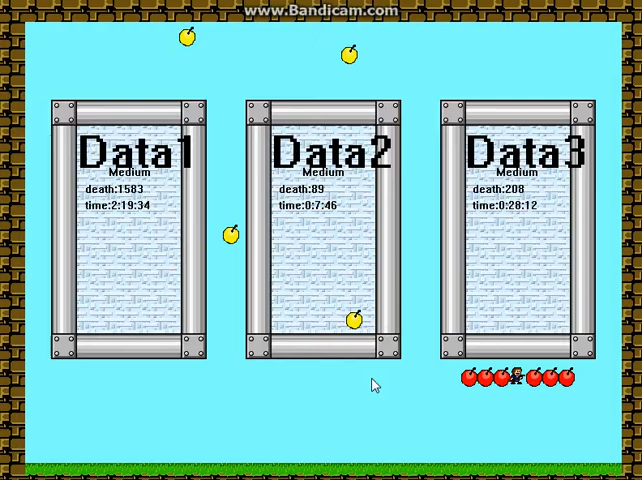 www.Bandicam.com
Data1
Medium
death:1583
time:2:19:34
Data2
Medium
death:89
time:0:7:46
Data3
Medium
death:208
time:0:28:12